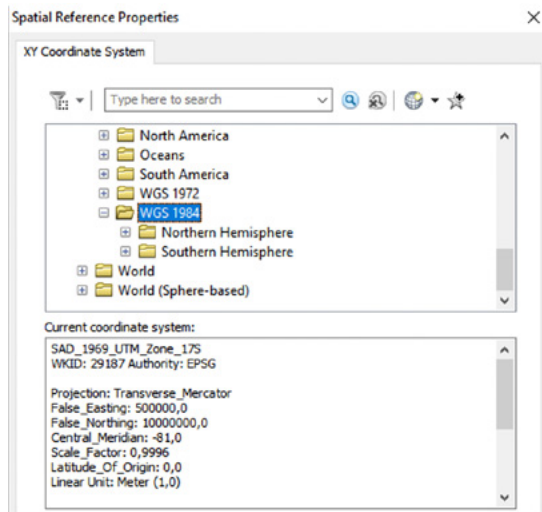 Spatial Reference Properties
XY Coordinate System
Type here to search
North America
Oceans
South America
WGS 1972
WGS 1984
Northern Hemisphere
Southern Hemisphere
World
World (Sphere-based)
Current coordinate system:
SAD_1969_UTM_Zone_17S
WKID: 29187 Authority: EPSG
Projection: Transverse_Mercator
False_Easting: 500000,0
False_Northing: 10000000,0
Central_Meridian: -81,0
Scale_Factor: 0,9996
Latitude_Of_Origin: 0,0
Linear Unit: Meter (1,0)